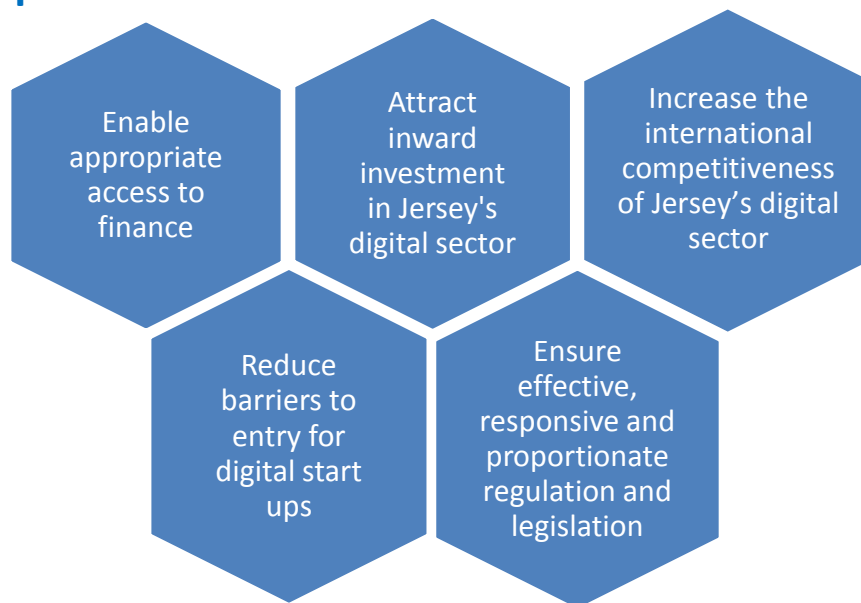 Enable
appropriate
access to
finance
Attract
inward
investment
in Jersey's
digital sector
Increase the
international
competitiveness
of Jersey’s digital
sector
Reduce
barriers to
entry for
digital start
ups
Ensure
effective,
responsive and
proportionate
regulation and
legislation